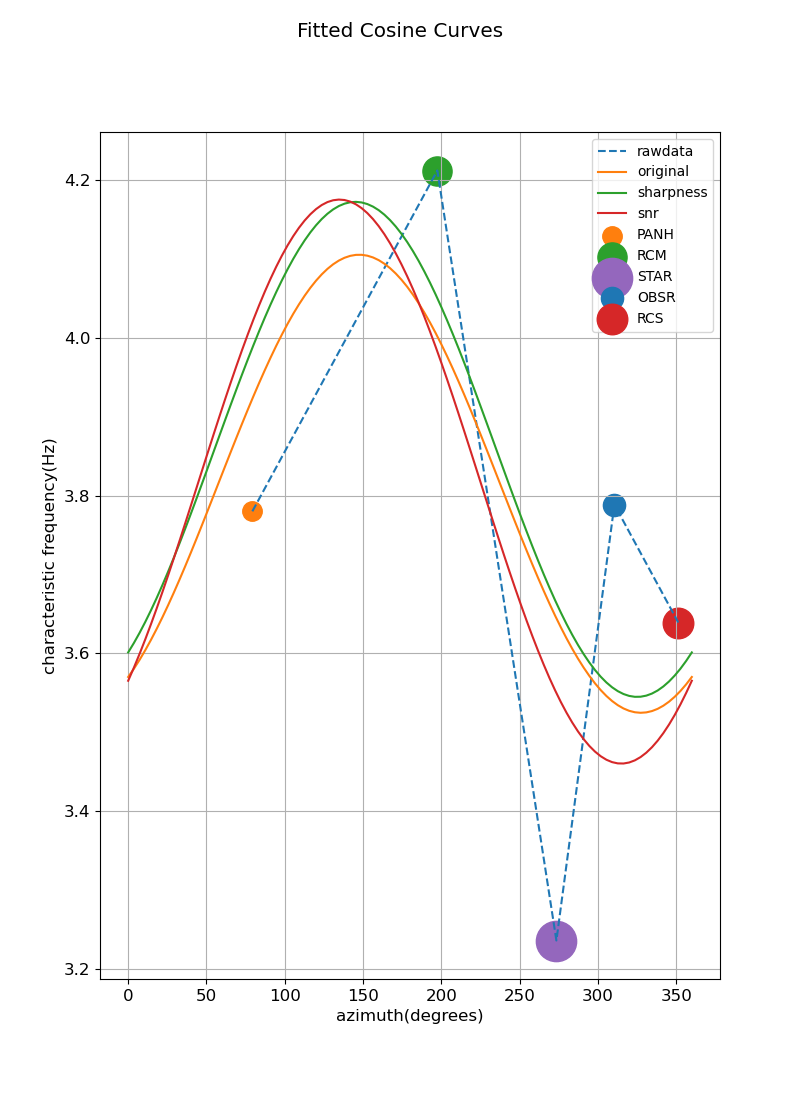 Fitted Cosine Curves
rawdata
original
sharpness
snr
PANH
RCM
STAR
OBSR
RCS
characteristic frequency(Hz)
4.2
4.0
3.8
3.6
3.4
3.2
0 50 100 150 200 250 300 350
azimuth(degrees)